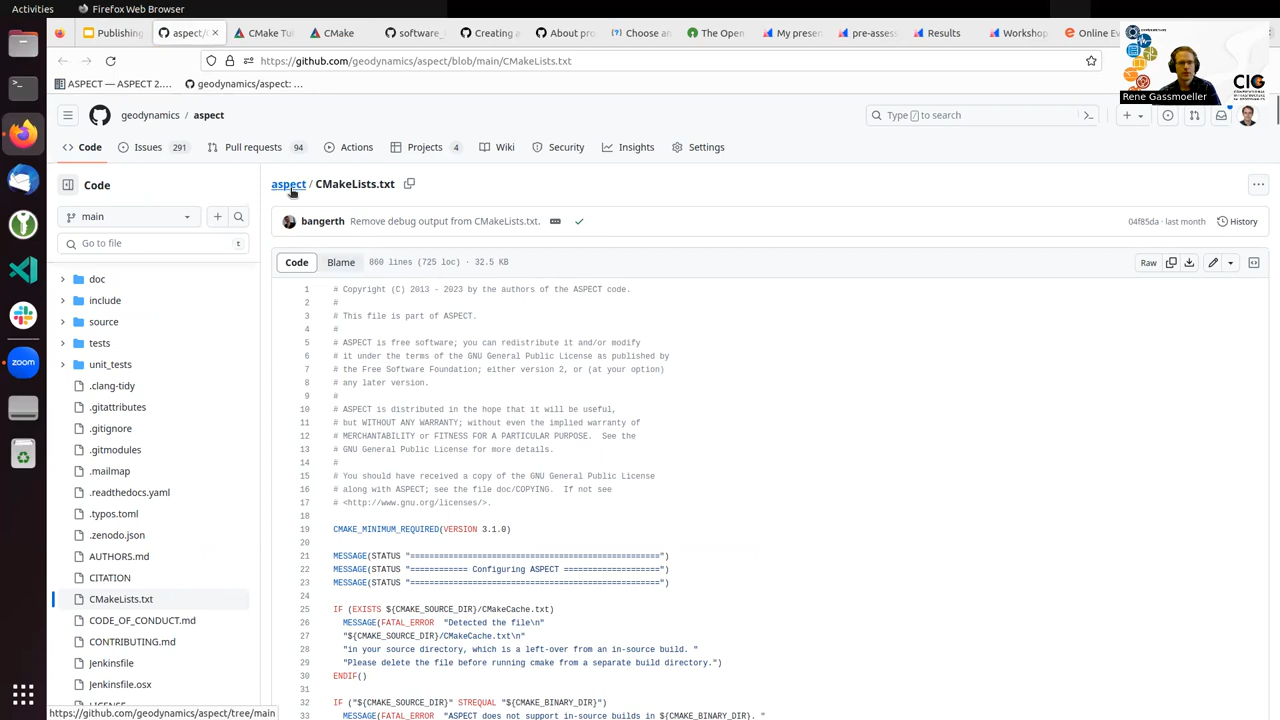 Activities
Firefox Web Browser
Publishing
aspect/
CMake Tu
CMake
software_
Creating a
About pro
Choose an
The Open
My presen
pre-assess
Results
Workshop
Online Ev
https://github.com/geodynamics/aspect/blob/main/CMakeLists.txt
ASPECT — ASPECT 2....
geodynamics/aspect: ...
Rene Gassmoeller
CIG
geodynamics / aspect
Type / to search
Code
Issues 291
Pull requests 94
Actions
Projects 4
Wiki
Security
Insights
Settings
Code
main
Go to file
t
doc
include
source
tests
unit_tests
.clang-tidy
.gitattributes
.gitignore
.gitmodules
.mailmap
.readthedocs.yaml
.typos.toml
.zenodo.json
AUTHORS.md
CITATION
CMakeLists.txt
CODE_OF_CONDUCT.md
CONTRIBUTING.md
Jenkinsfile
Jenkinsfile.osx
LICENSE
https://github.com/geodynamics/aspect/tree/main
aspect / CMakeLists.txt
bangerth Remove debug output from CMakeLists.txt.
04f85da · last month
History
Code
Blame
860 lines (725 loc) · 32.5 KB
Raw
1 # Copyright (C) 2013 - 2023 by the authors of the ASPECT code.
2 #
3 # This file is part of ASPECT.
4 #
5 # ASPECT is free software; you can redistribute it and/or modify
6 # it under the terms of the GNU General Public License as published by
7 # the Free Software Foundation; either version 2, or (at your option)
8 # any later version.
9 #
10 # ASPECT is distributed in the hope that it will be useful,
11 # but WITHOUT ANY WARRANTY; without even the implied warranty of
12 # MERCHANTABILITY or FITNESS FOR A PARTICULAR PURPOSE. See the
13 # GNU General Public License for more details.
14 #
15 # You should have received a copy of the GNU General Public License
16 # along with ASPECT; see the file doc/COPYING. If not see
17 # <http://www.gnu.org/licenses/>.
18
19 CMAKE_MINIMUM_REQUIRED(VERSION 3.1.0)
20
21 MESSAGE(STATUS "====================================================")
22 MESSAGE(STATUS "============ Configuring ASPECT ====================")
23 MESSAGE(STATUS "====================================================")
24
25 IF (EXISTS ${CMAKE_SOURCE_DIR}/CMakeCache.txt)
26 MESSAGE(FATAL_ERROR "Detected the file\n"
27 "${CMAKE_SOURCE_DIR}/CMakeCache.txt\n"
28 "in your source directory, which is a left-over from an in-source build. "
29 "Please delete the file before running cmake from a separate build directory.")
30 ENDIF()
31
32 IF ("${CMAKE_SOURCE_DIR}" STREQUAL "${CMAKE_BINARY_DIR}")
33 MESSAGE(FATAL_ERROR "ASPECT does not support in-source builds in ${CMAKE_BINARY_DIR}. "